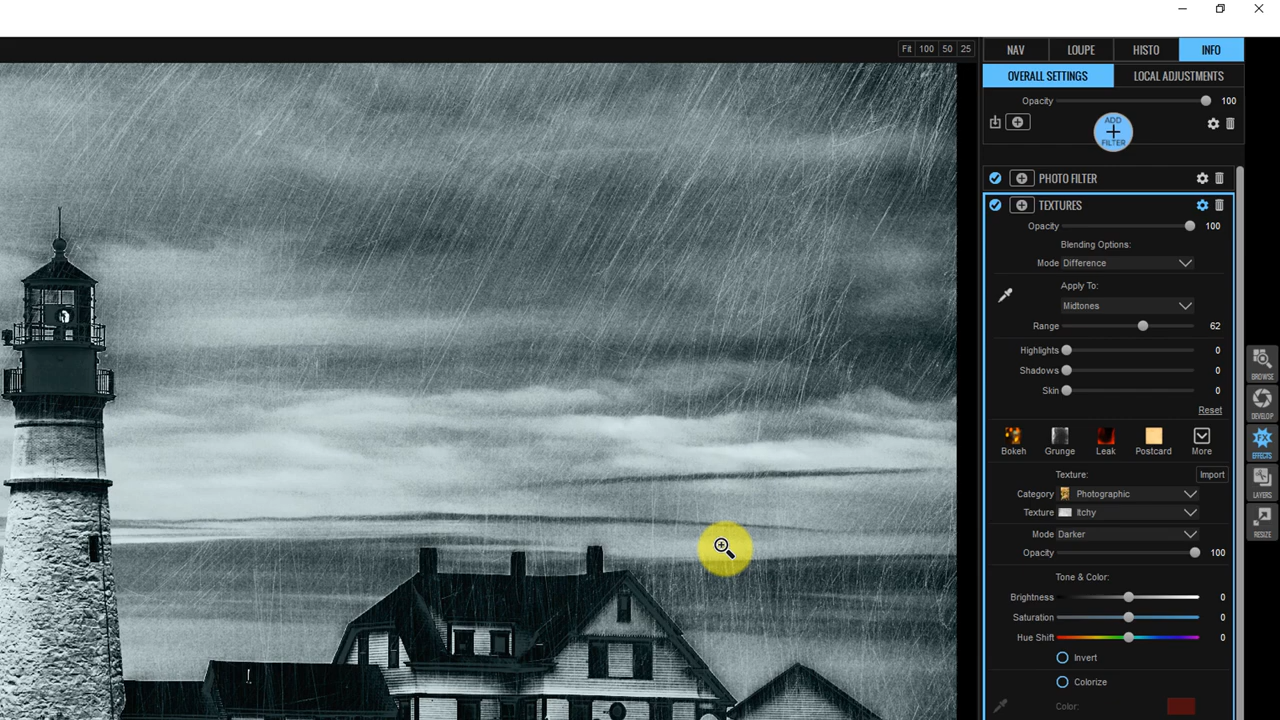 Fit 100 50 25
NAV LOUPE HISTO INFO
OVERALL SETTINGS LOCAL ADJUSTMENTS
Opacity 100
ADD
FILTER
PHOTO FILTER
TEXTURES
Opacity 100
Blending Options:
Mode Difference
Apply To:
Midtones
Range 62
Highlights 0
Shadows 0
Skin 0
Reset
Bokeh Grunge Leak Postcard More
Texture: Import
Category Photographic
Texture Itchy
Mode Darker
Opacity 100
Tone & Color:
Brightness 0
Saturation 0
Hue Shift 0
Invert
Colorize
Color:
BROWSE
DEVELOP
FX
EFFECTS
LAYERS
RESIZE